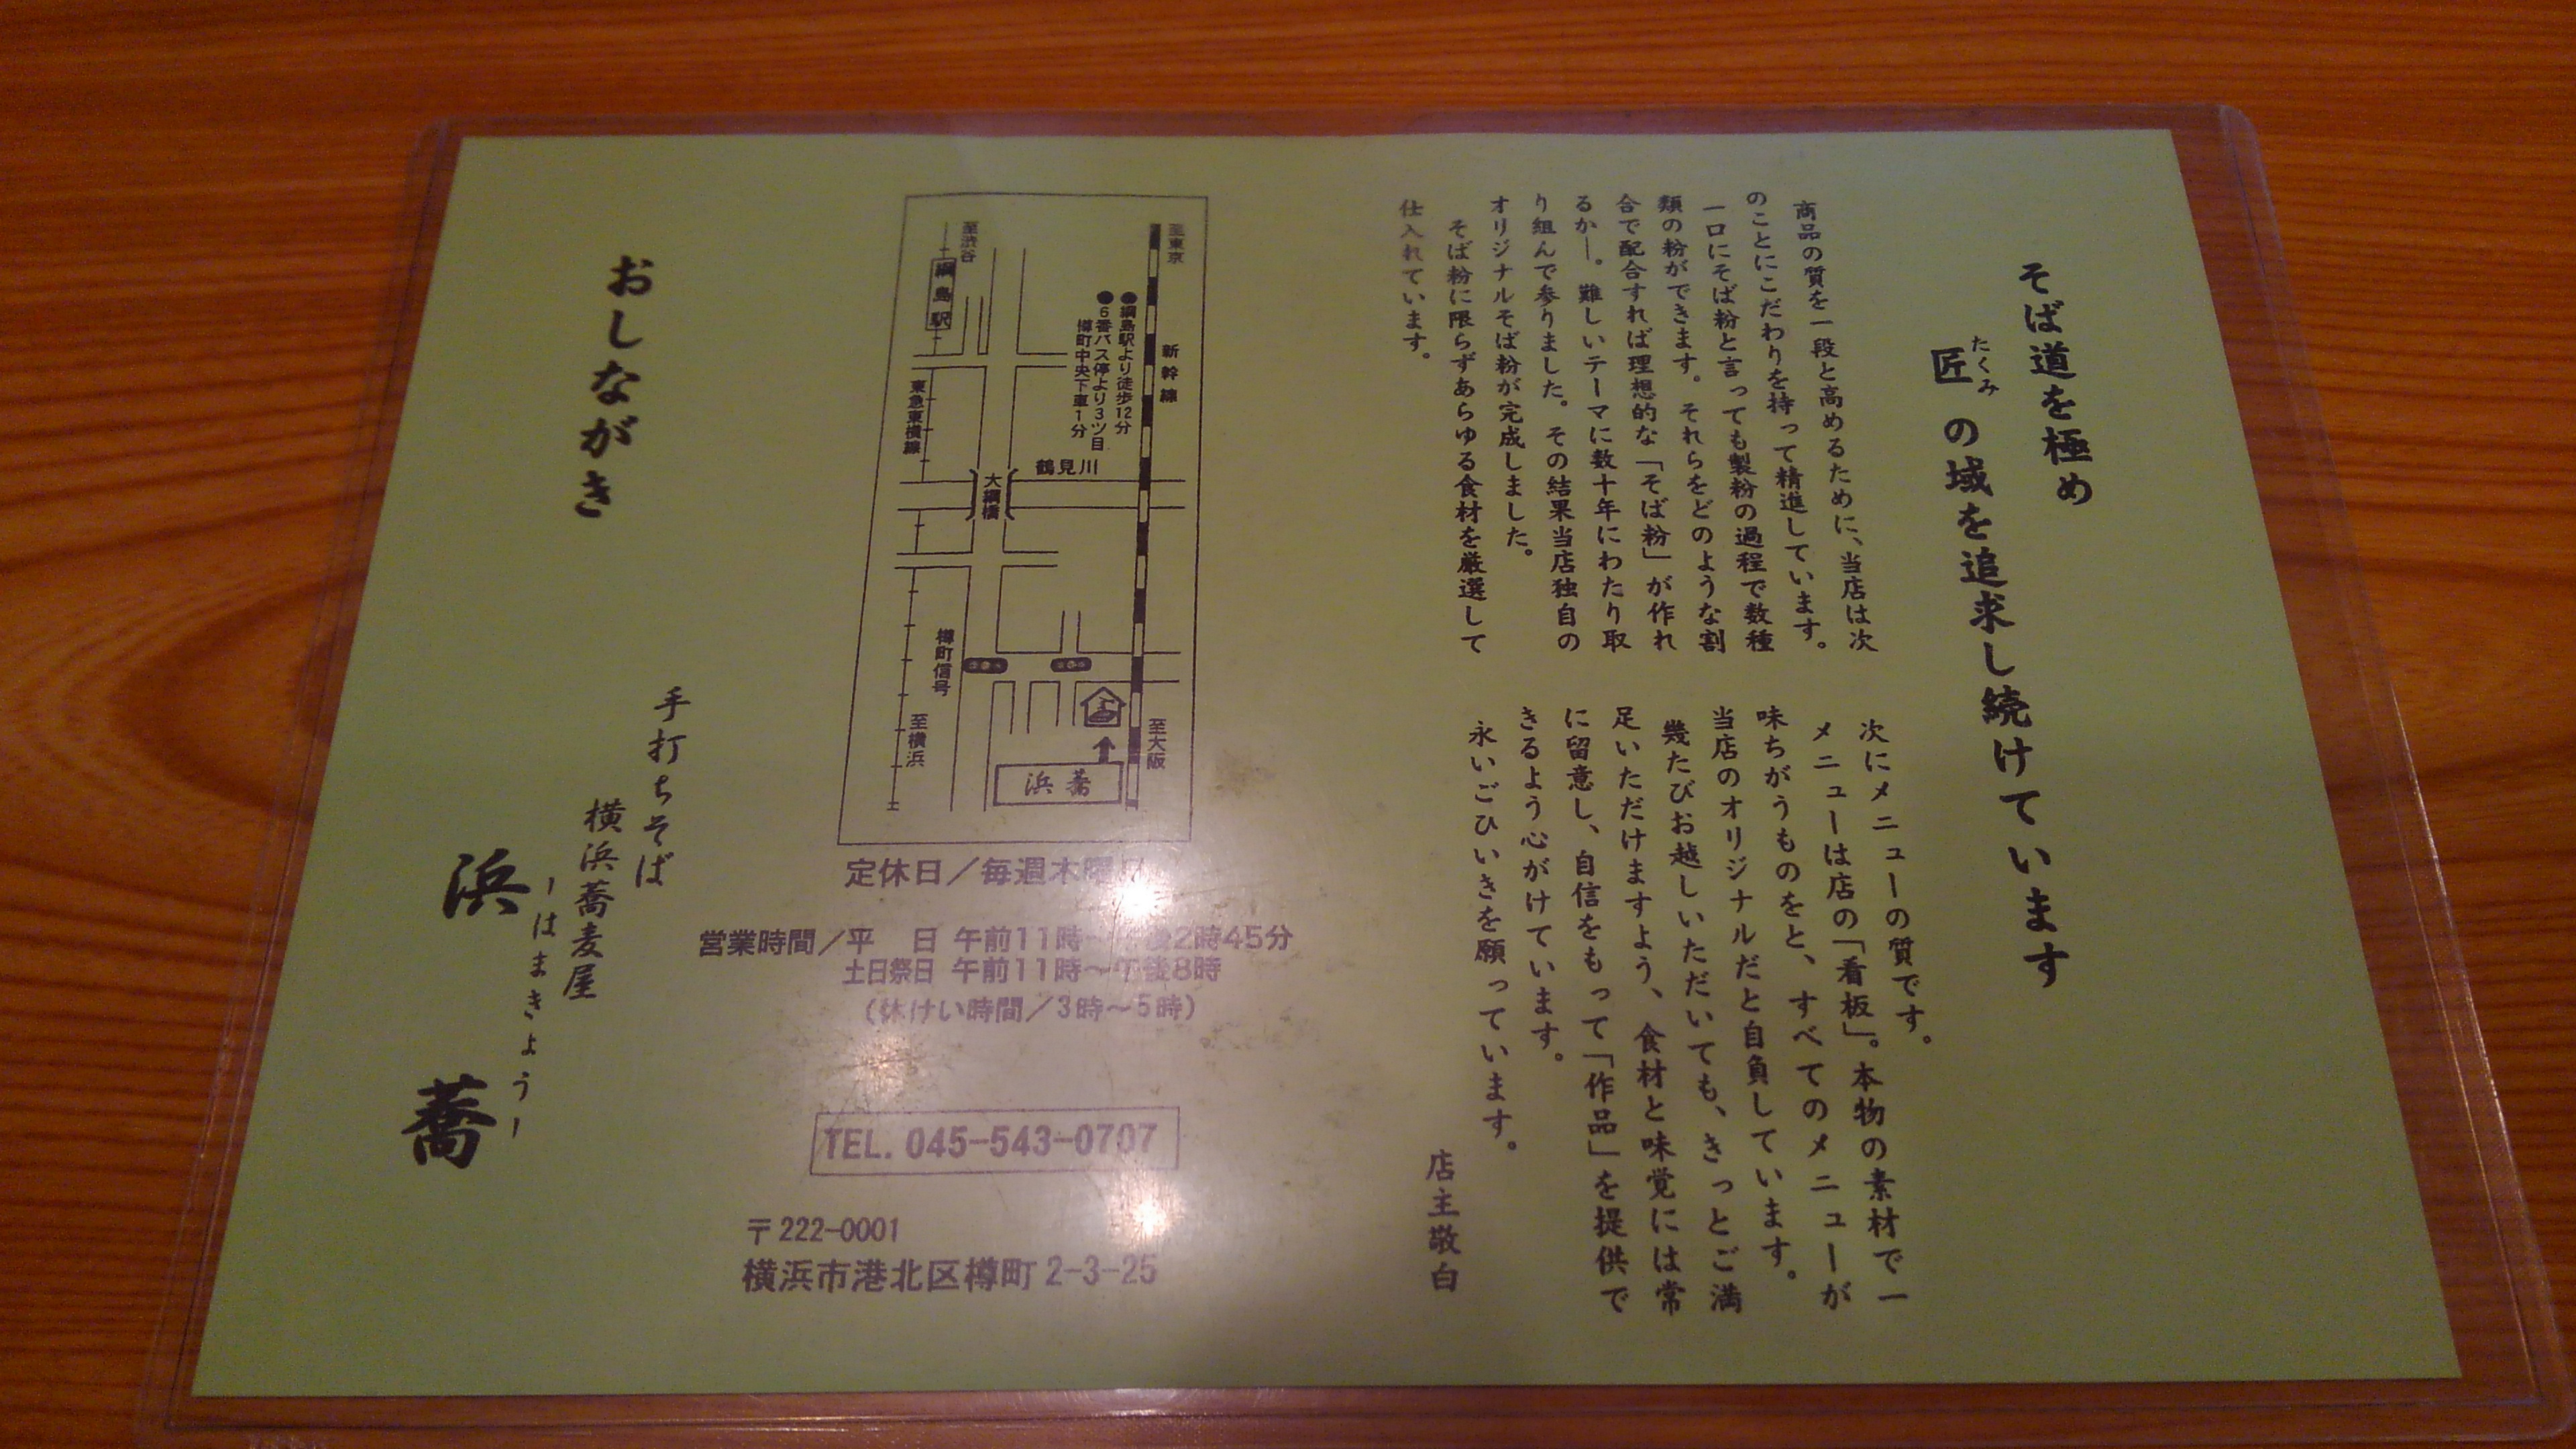 そば道を極め
匠の域を追求し続けています
たくみ
商品の質を一段と高めるために、当店は次
のことにこだわりを持って精進しています。
一口にそば粉と言っても製粉の過程で数種
類の粉ができます。それらをどのような割
合で配合すれば理想的な「そば粉」が作れ
るか―。難しいテーマに数十年にわたり取
り組んで参りました。その結果当店独自の
オリジナルそば粉が完成しました。
そば粉に限らずあらゆる食材を厳選して
仕入れています。
次にメニューの質です。
メニューは店の「看板」。本物の素材で一
味ちがうものをと、すべてのメニューが
当店のオリジナルだと自負しています。
幾たびお越しいただいても、きっとご満
足いただけますよう、食材と味覚には常
に留意し、自信をもって「作品」を提供で
きるよう心がけています。
永いごひいきを願っています。
店主敬白
至東京
新幹線
至大阪
●綱島駅より徒歩12分
●6番バス停より3ツ目
樽町中央下車1分
鶴見川
大綱橋
至渋谷
綱島駅
東急東横線
樽町信号
至横浜
浜蕎
定休日／毎週木曜日
営業時間／平 日 午前11時～午後2時45分
土日祭日 午前11時～午後8時
（休けい時間／3時～5時）
TEL. 045-543-0707
〒222-0001
横浜市港北区樽町2-3-25
おしながき
手打ちそば
横浜蕎麦屋
ーはまきょうー
浜蕎